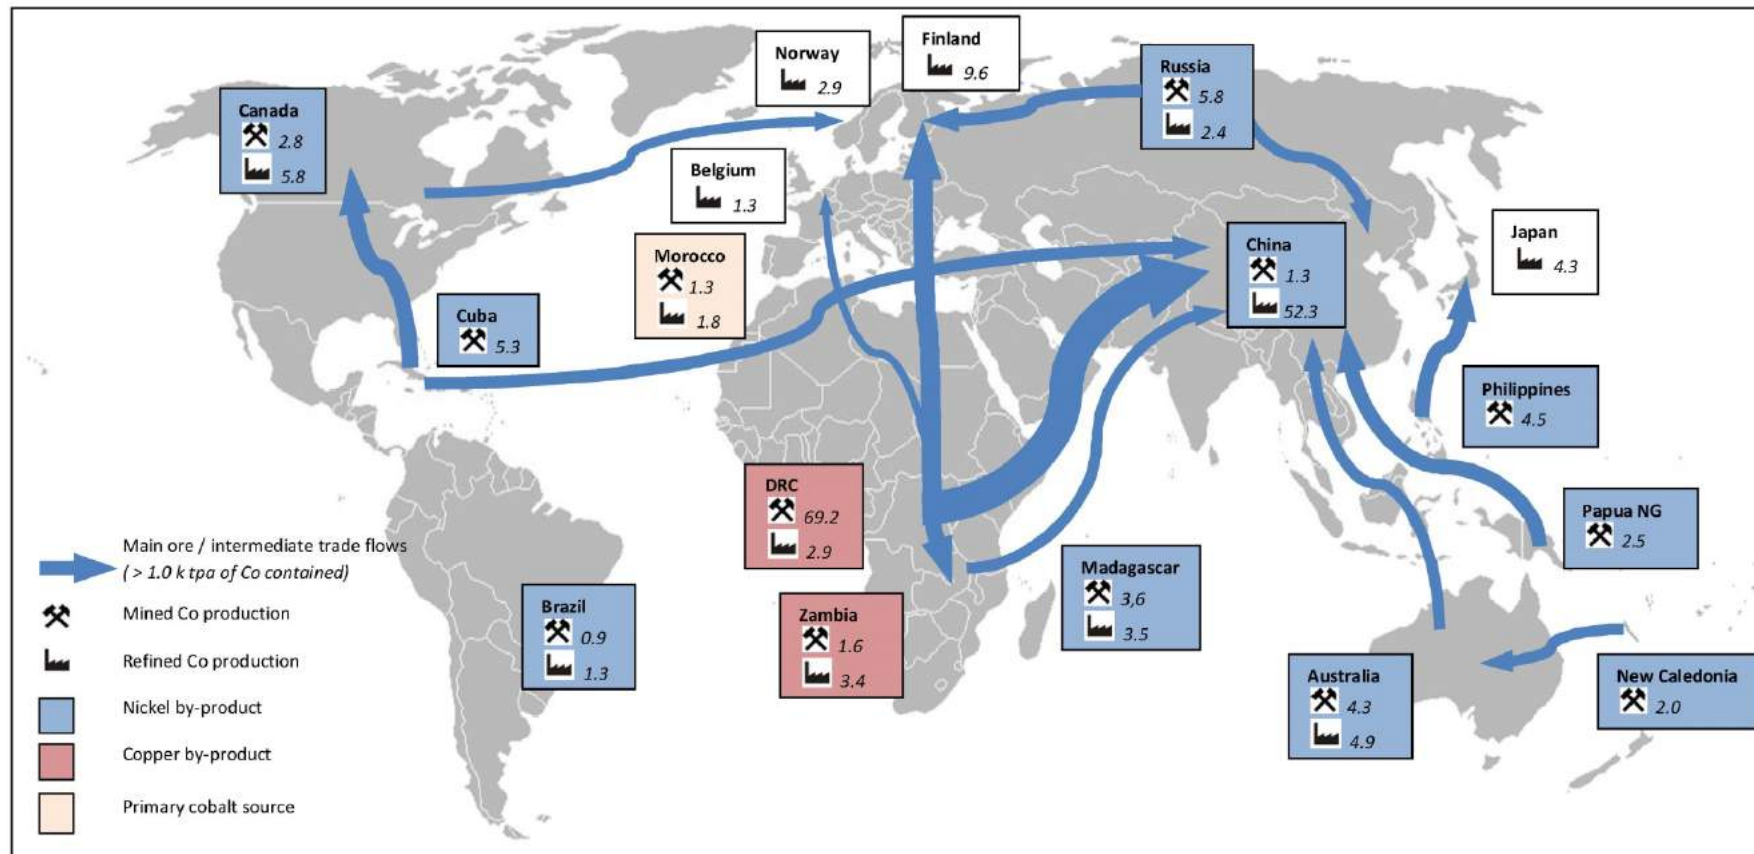 Norway
2.9
Finland
9.6
Russia
5.8
2.4
Canada
2.8
5.8
Belgium
1.3
Morocco
1.3
1.8
China
1.3
52.3
Japan
4.3
Cuba
5.3
Philippines
4.5
DRC
69.2
2.9
Papua NG
2.5
Main ore / intermediate trade flows
( > 1.0 k tpa of Co contained)
Mined Co production
Refined Co production
Nickel by-product
Copper by-product
Primary cobalt source
Brazil
0.9
1.3
Zambia
1.6
3.4
Madagascar
3,6
3.5
Australia
4.3
4.9
New Caledonia
2.0